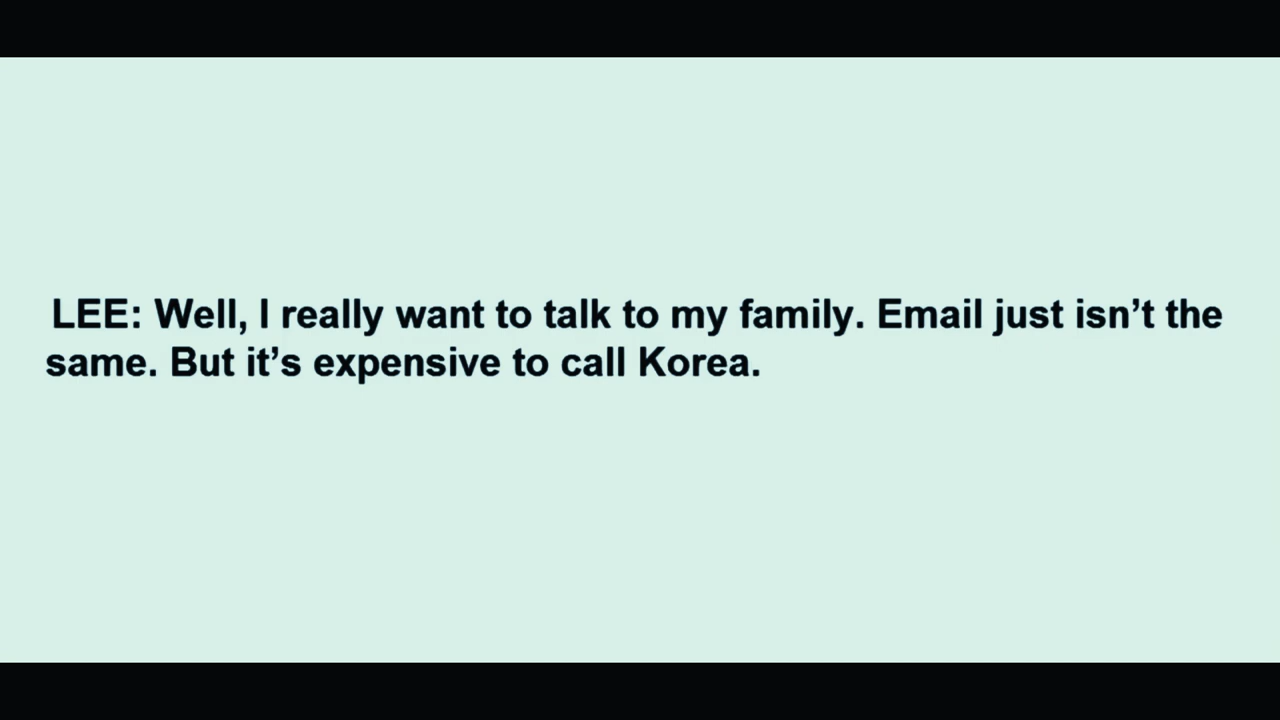 LEE: Well, I really want to talk to my family. Email just isn’t the
same. But it’s expensive to call Korea.